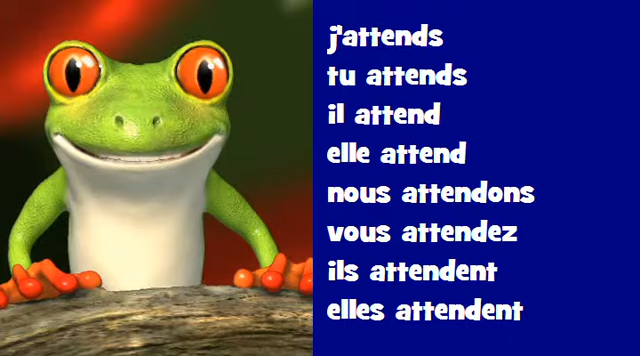 j'attends
tu attends
il attend
elle attend
nous attendons
vous attendez
ils attendent
elles attendent